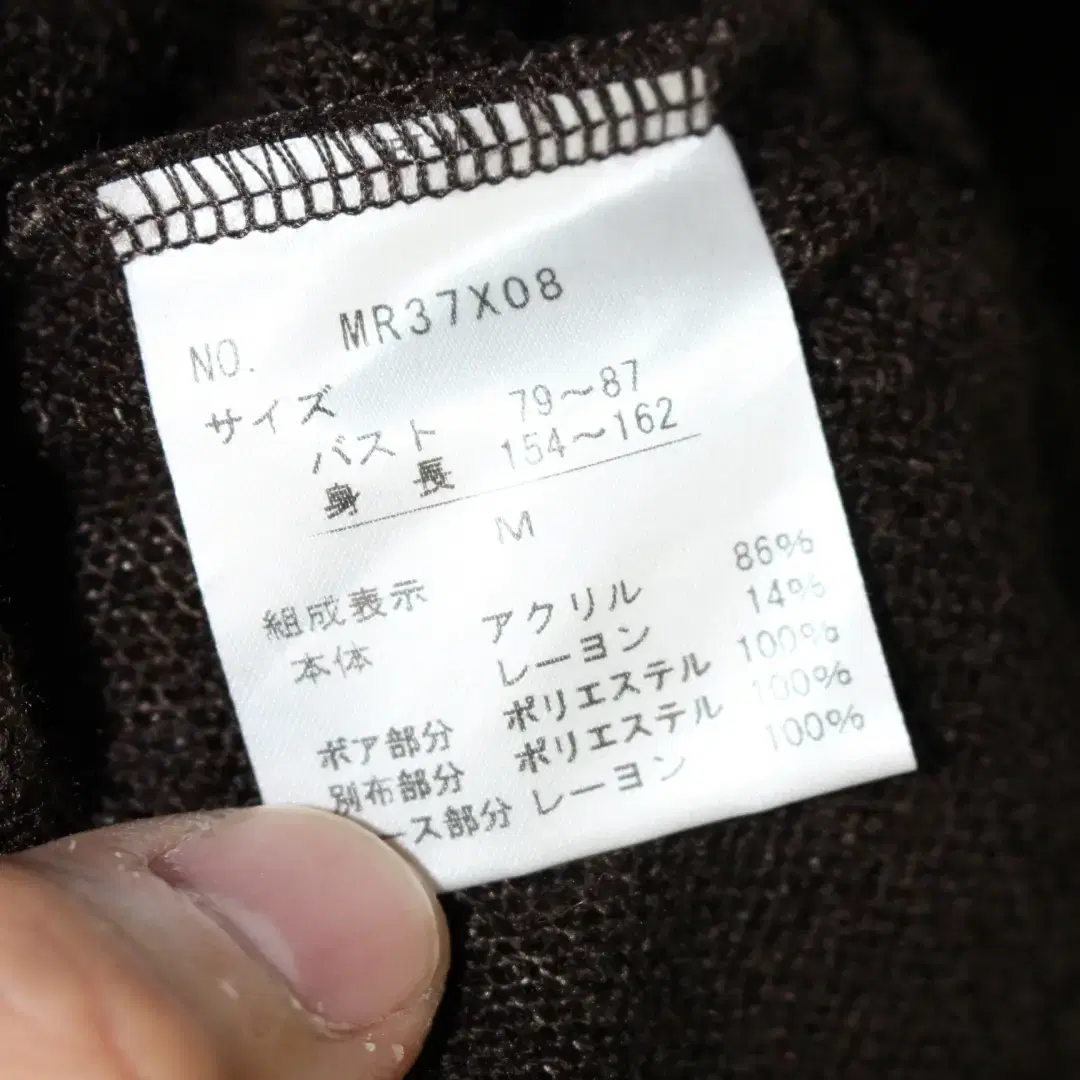 NO. MR37X08
サイズ
バスト 79～87
身長 154～162
M
組成表示
本体 アクリル 86%
レーヨン 14%
ボア部分 ポリエステル 100%
別布部分 ポリエステル 100%
ース部分 レーヨン 100%